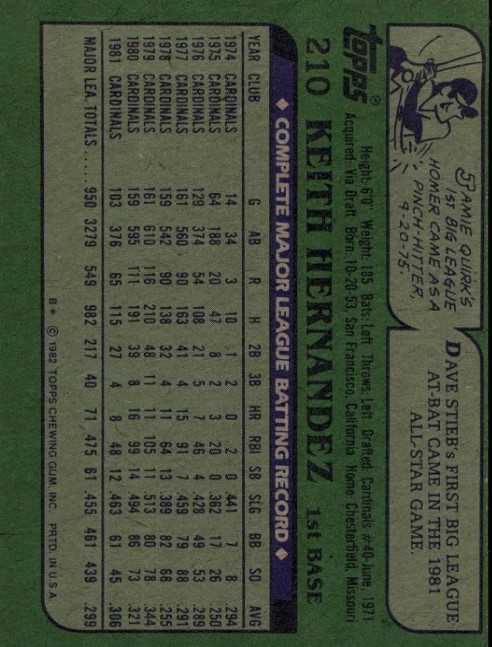 JAMIE QUIRK'S
1ST BIG LEAGUE
HOMER CAME AS A
PINCH-HITTER,
9-20-75
DAVE STIEB's FIRST BIG LEAGUE
AT-BAT CAME IN THE 1981
ALL-STAR GAME.
topps®
Height: 6'0" Weight: 185 Bats: Left Throws: Left Drafted: Cardinals #40-June, 1971
Acquired: Via Draft Born: 10-20-53 San Francisco, California Home: Chesterfield, Missouri
210 KEITH HERNANDEZ 1st BASE
◆ COMPLETE MAJOR LEAGUE BATTING RECORD ◆
YEAR CLUB G AB R H 2B 3B HR RBI SB SLG BB SO AVG
1974 CARDINALS 14 34 3 10 1 2 0 2 0 .441 7 8 .294
1975 CARDINALS 64 188 20 47 8 2 3 20 0 .362 17 26 .250
1976 CARDINALS 129 374 54 108 21 5 7 46 4 .428 49 53 .289
1977 CARDINALS 161 560 90 163 41 4 15 91 7 .459 79 88 .291
1978 CARDINALS 159 542 90 138 32 4 11 64 13 .389 82 68 .255
1979 CARDINALS 161 610 116 210 48 11 11 105 11 .513 80 78 .344
1980 CARDINALS 159 595 111 191 39 8 16 99 14 .494 86 73 .321
1981 CARDINALS 103 376 65 115 27 4 8 48 12 .463 61 45 .306
MAJOR LEA. TOTALS ..... 950 3279 549 982 217 40 71 475 61 .455 461 439 .299
B* © 1982 TOPPS CHEWING GUM, INC. PRTD. IN U.S.A.